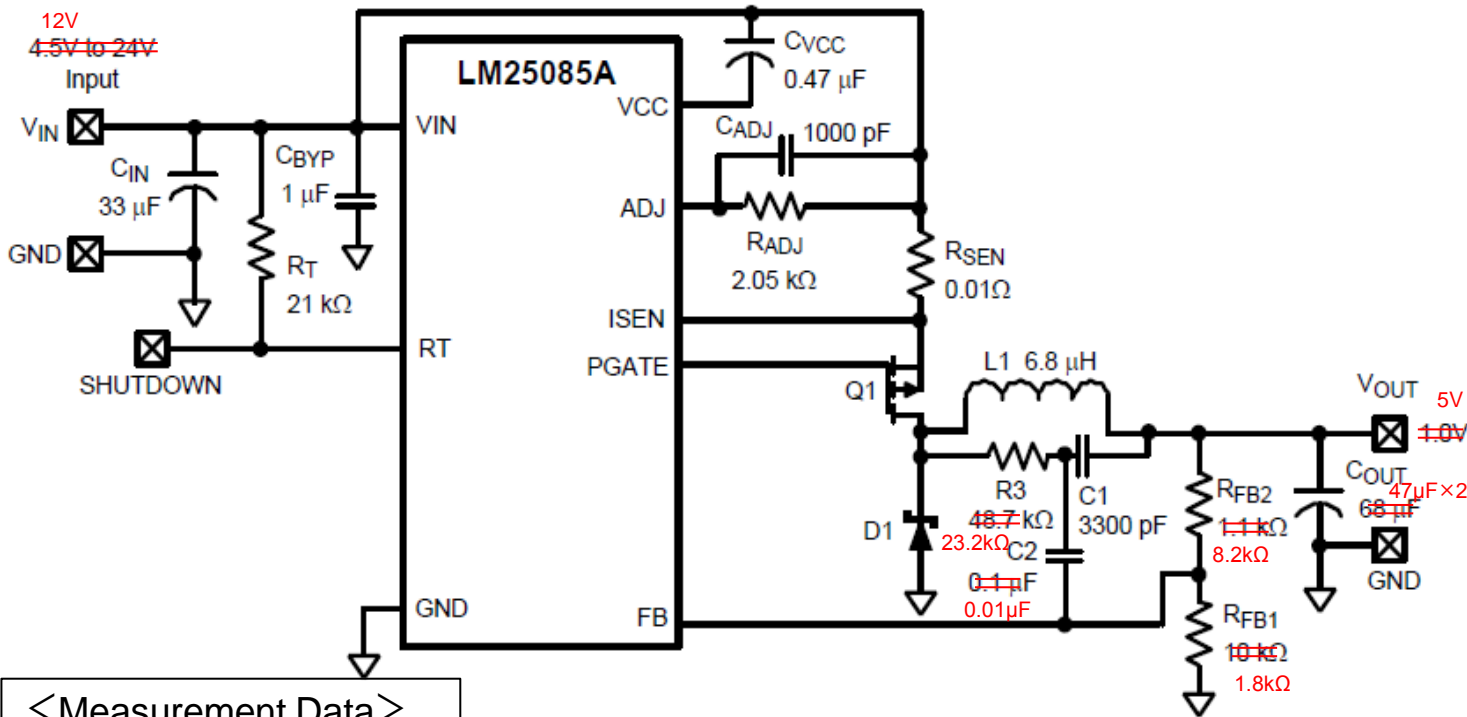 12V
4.5V to 24V
Input
VIN
CIN
33 µF
GND
RT
21 kΩ
CBYP
1 µF
SHUTDOWN
LM25085A
VIN
RT
GND
VCC
ADJ
ISEN
PGATE
FB
CVCC
0.47 µF
CADJ 1000 pF
RADJ
2.05 kΩ
RSEN
0.01Ω
Q1
L1 6.8 µH
R3
48.7 kΩ
23.2kΩ
C1
3300 pF
C2
0.1 µF
0.01µF
D1
VOUT
5V
1.0V
RFB2
1.1 kΩ
8.2kΩ
COUT
47µF×2
68 µF
GND
RFB1
10 kΩ
1.8kΩ
＜Measurement Data＞